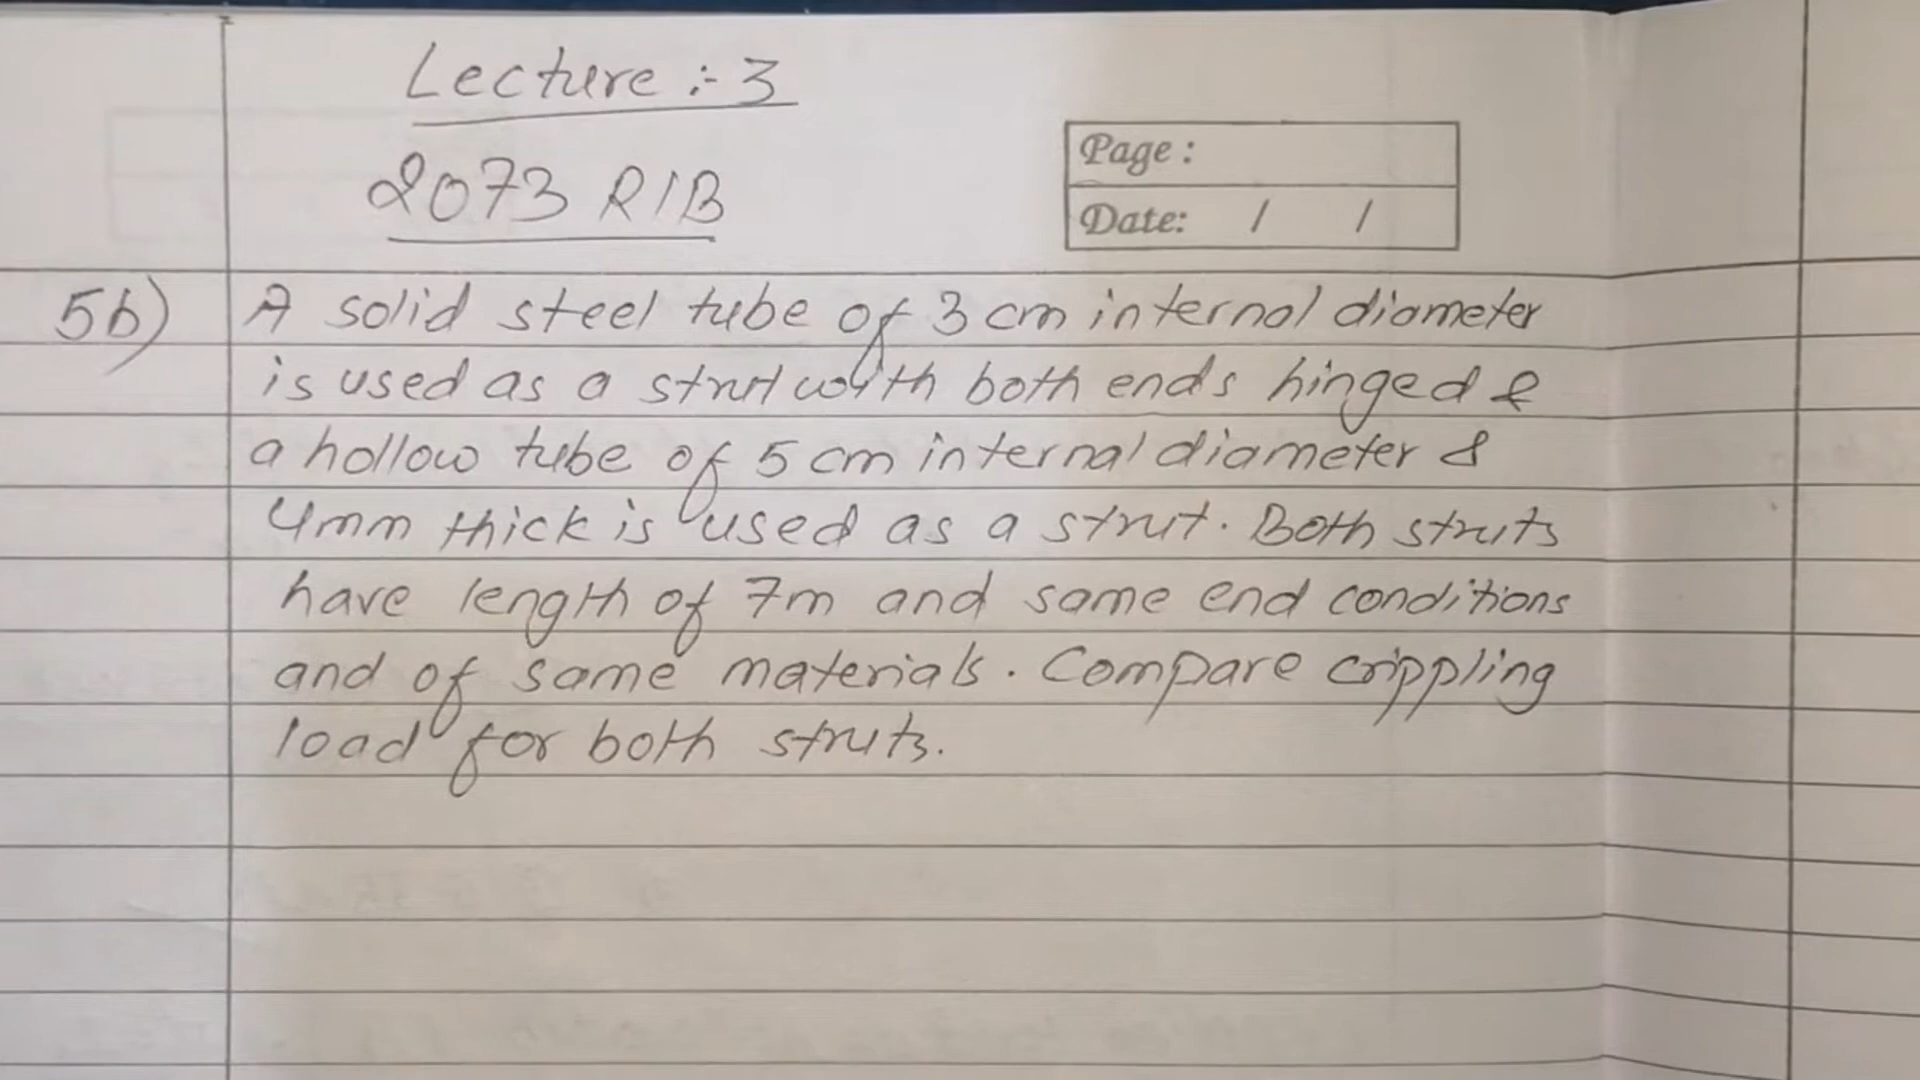 Lecture :- 3
2073 R/B
Page :
Date: / /
5b) A solid steel tube of 3 cm internal diameter
is used as a strut with both ends hinged &
a hollow tube of 5 cm internal diameter &
4mm thick is used as a strut. Both struts
have length of 7m and same end conditions
and of same materials. Compare crippling
load for both struts.